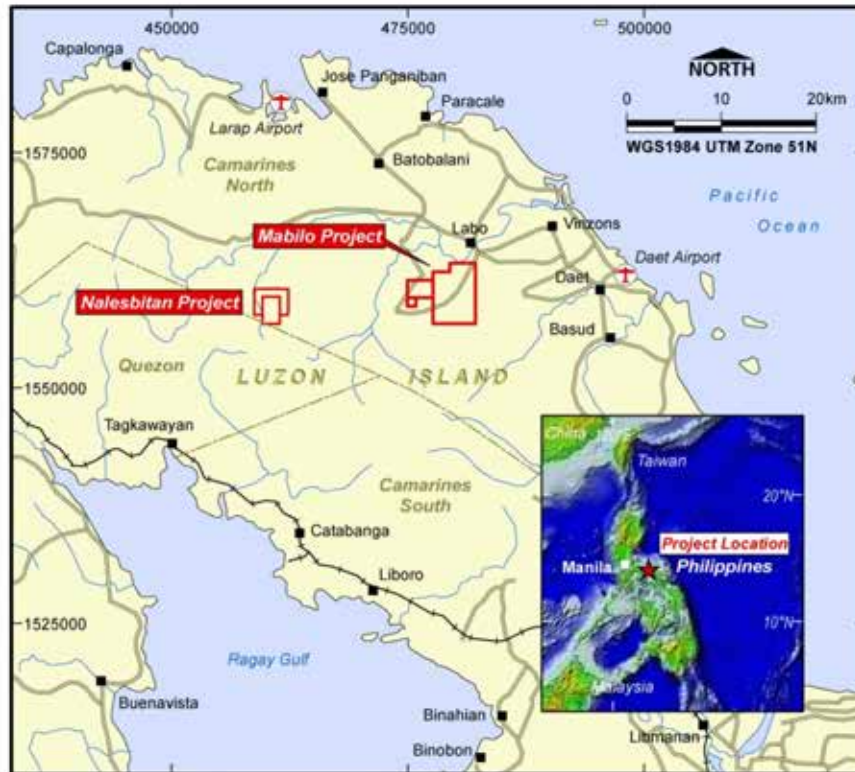 450000
475000
500000
Capalonga
Jose Panganiban
NORTH
Larap Airport
Paracale
0
10
20km
WGS1984 UTM Zone 51N
1575000
Camarines
North
Batobalani
Pacific
Ocean
Mabilo Project
Labo
Vinzons
Daet Airport
Nalesbitan Project
Daet
Basud
Quezon
LUZON ISLAND
1550000
Tagkawayan
China
Taiwan
20°N
Camarines
South
Catabanga
Project Location
Manila
Philippines
Liboro
1525000
10°N
Ragay Gulf
Malaysia
Buenavista
Binahian
Libmanan
Binobon